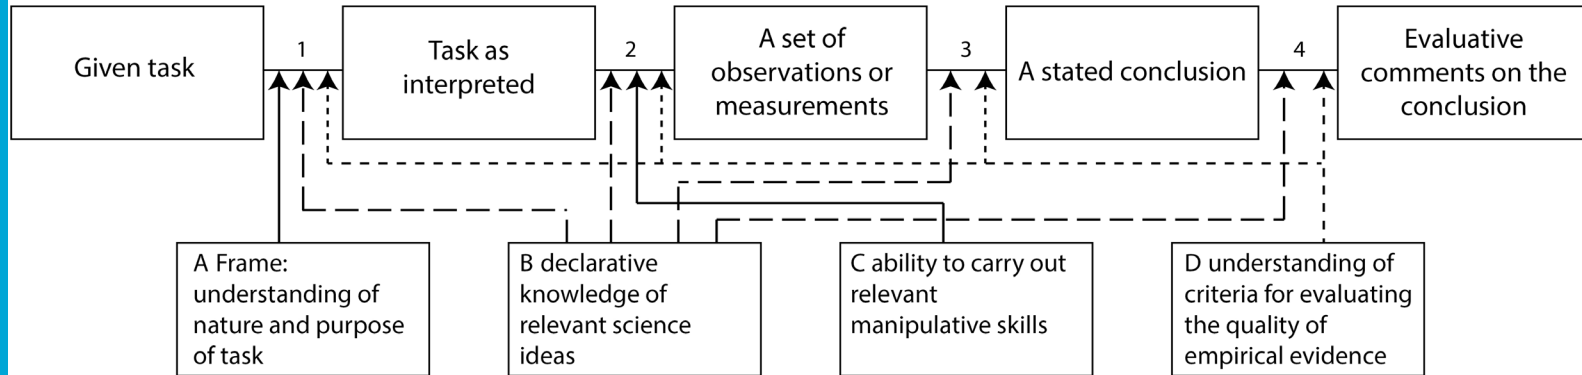 Given task
1
Task as
interpreted
2
A set of
observations or
measurements
3
A stated conclusion
4
Evaluative
comments on the
conclusion
A Frame:
understanding of
nature and purpose
of task
B declarative
knowledge of
relevant science
ideas
C ability to carry out
relevant
manipulative skills
D understanding of
criteria for evaluating
the quality of
empirical evidence